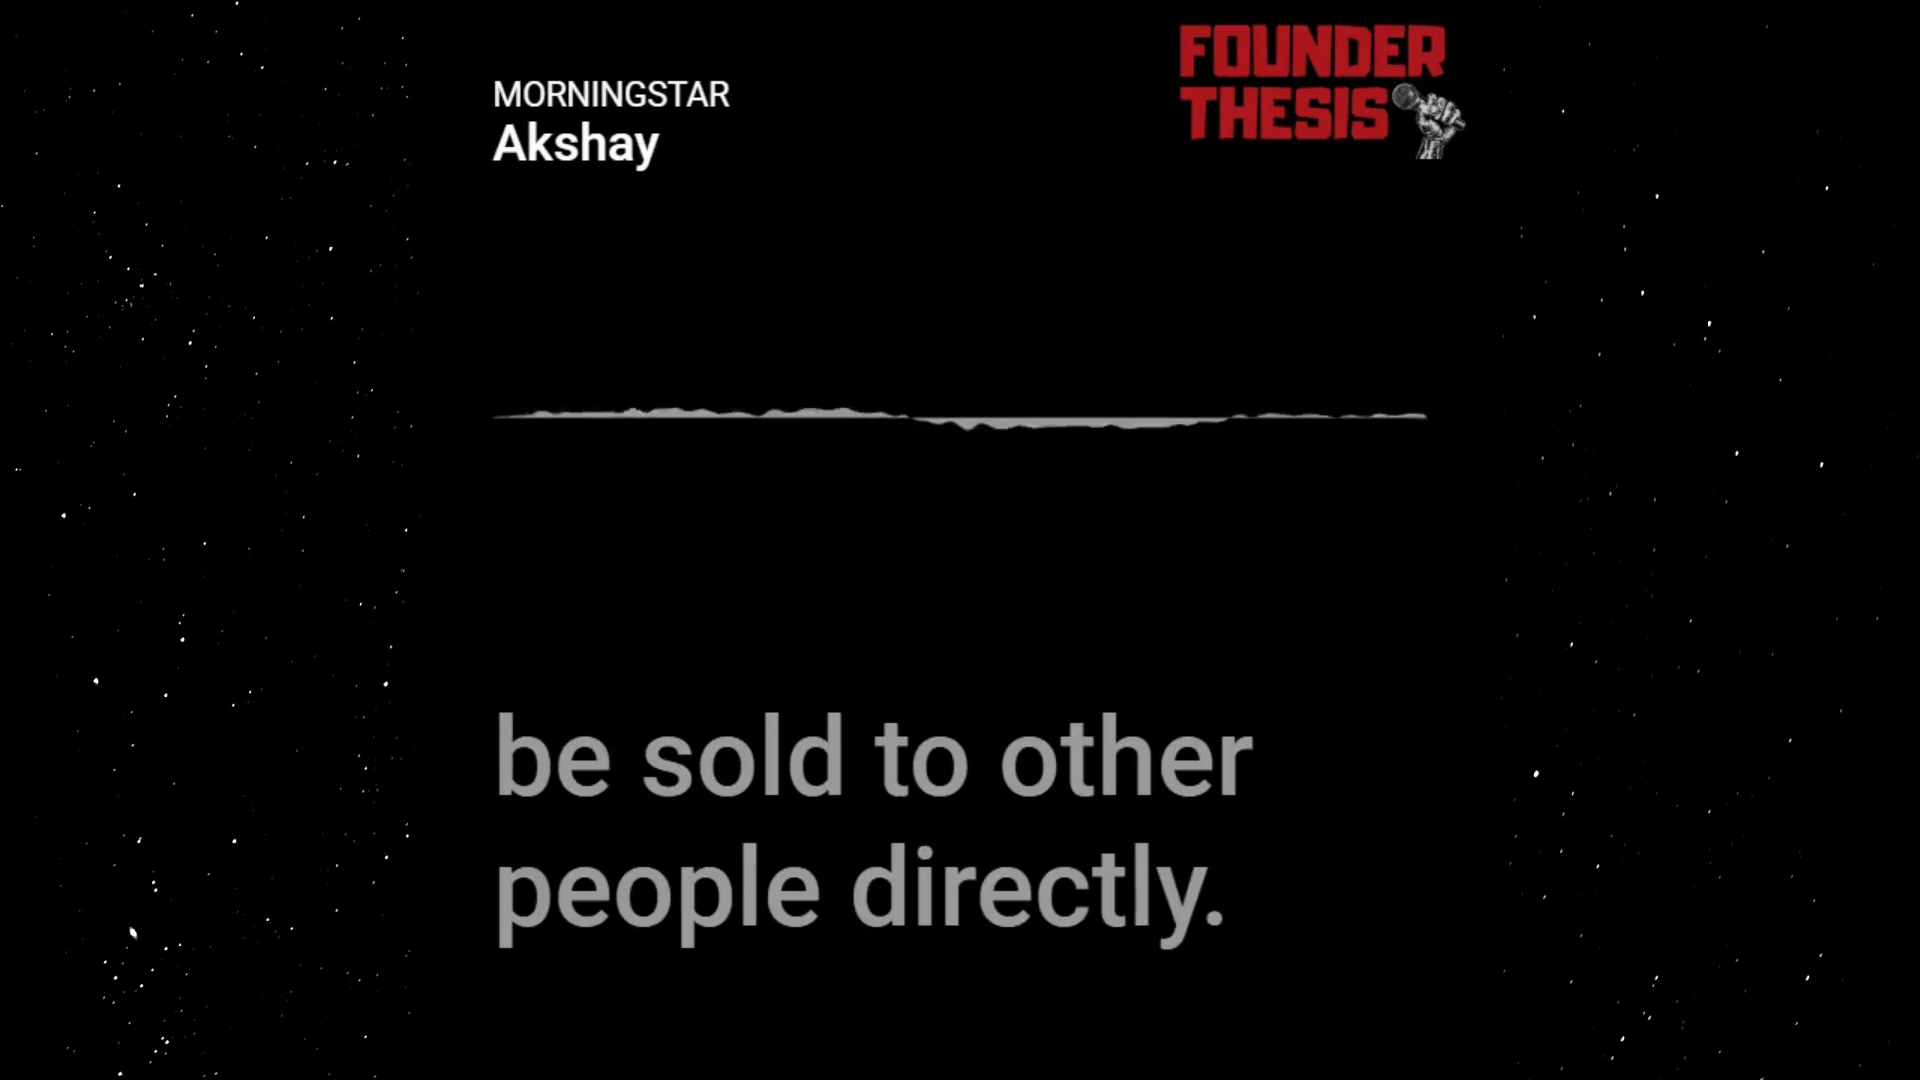 MORNINGSTAR
Akshay
FOUNDER
THESIS
be sold to other
people directly.